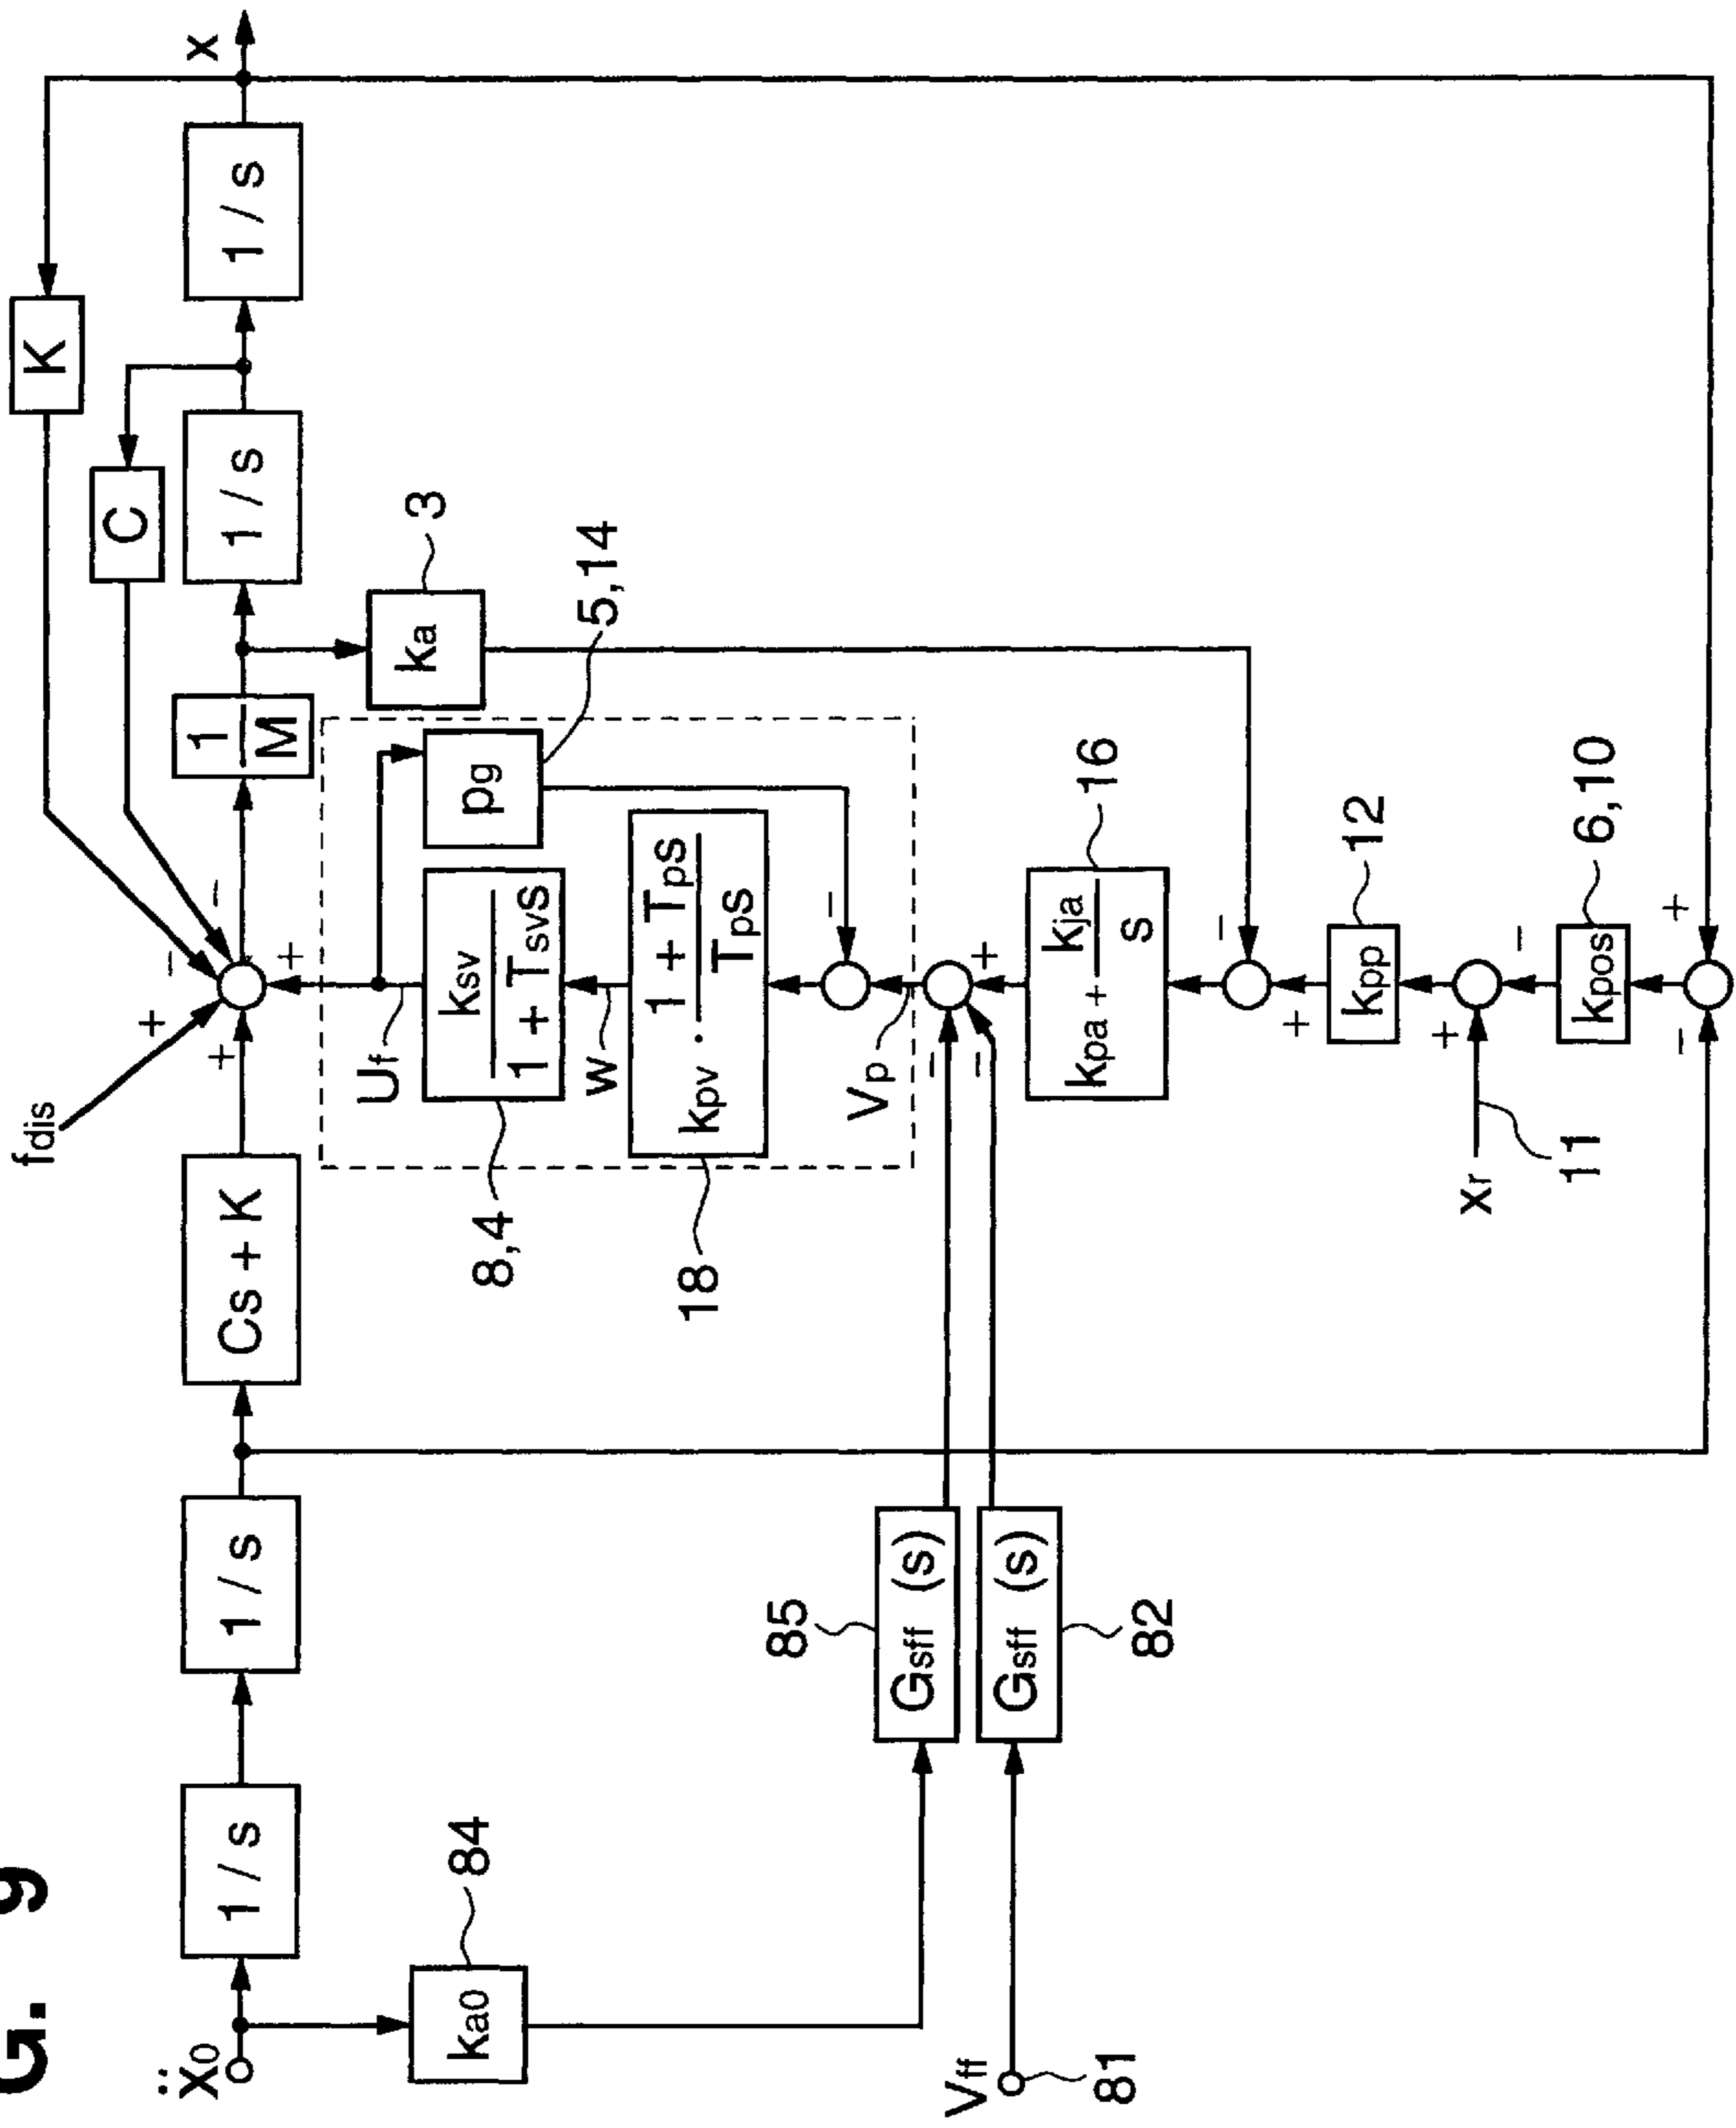 G. 9
ẍ0
1 / s
1 / s
Cs + K
fdis
+
+
−
−
+
1
M
1 / s
1 / s
x
K
C
ka0
84
ka
3
pg
5,14
Uf
ksv
1 + Tsvs
8,4
w
kpv · 1 + Tps
Tps
18
−
Vp
−
−
+
85
Gsff (s)
Gsff (s)
82
Vff
81
kpa + kja
s
16
−
+
kpp
12
xr
11
+
−
kpos
6,10
−
+